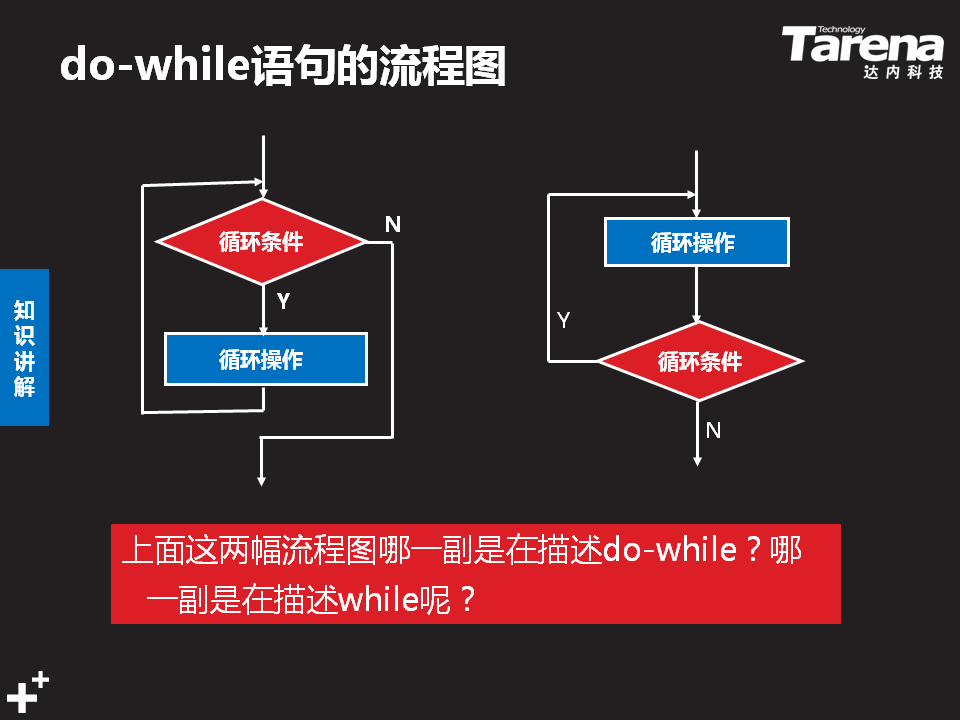 do-while语句的流程图
Technology
Tarena
达内科技
循环条件
N
Y
循环操作
循环操作
Y
循环条件
N
知
识
讲
解
上面这两幅流程图哪一副是在描述do-while？哪
一副是在描述while呢？